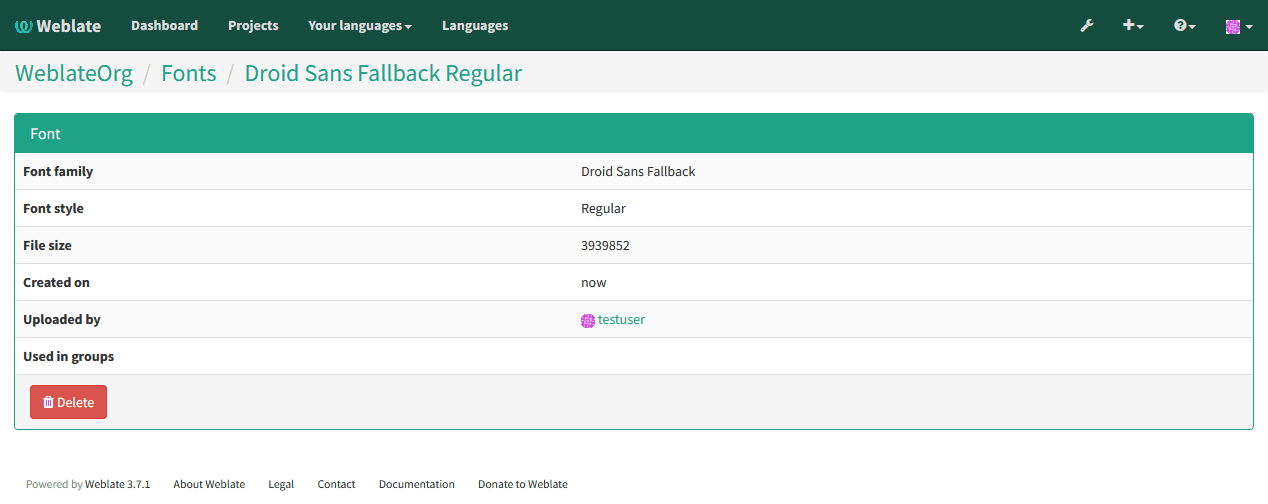 Weblate Dashboard Projects Your languages Languages
WeblateOrg / Fonts / Droid Sans Fallback Regular
Font
Font family Droid Sans Fallback
Font style Regular
File size 3939852
Created on now
Uploaded by testuser
Used in groups
Delete
Powered by Weblate 3.7.1 About Weblate Legal Contact Documentation Donate to Weblate